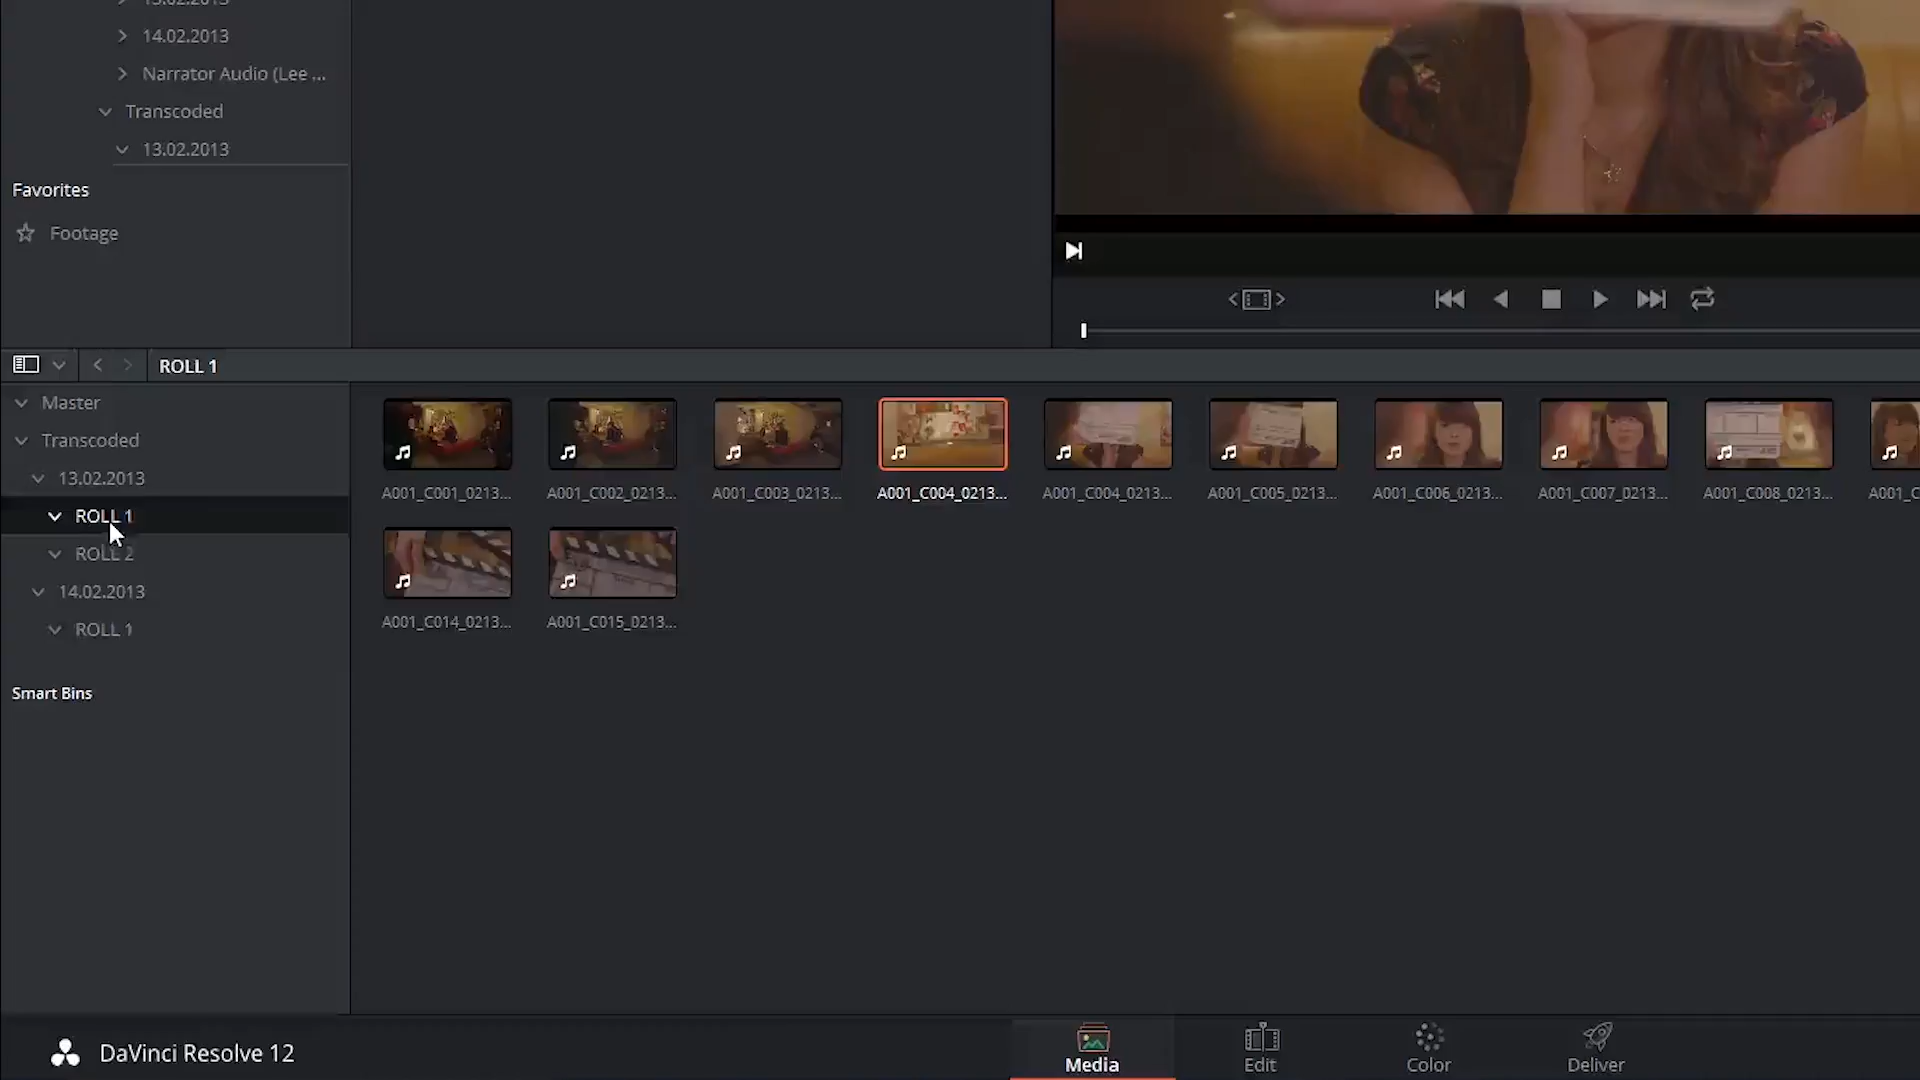 14.02.2013
Narrator Audio (Lee ...
Transcoded
13.02.2013
Favorites
Footage
ROLL 1
Master
Transcoded
13.02.2013
ROLL 1
ROLL 2
14.02.2013
ROLL 1
Smart Bins
A001_C001_0213... A001_C002_0213... A001_C003_0213... A001_C004_0213... A001_C004_0213... A001_C005_0213... A001_C006_0213... A001_C007_0213... A001_C008_0213... A001_C
A001_C014_0213... A001_C015_0213...
DaVinci Resolve 12
Media Edit Color Deliver